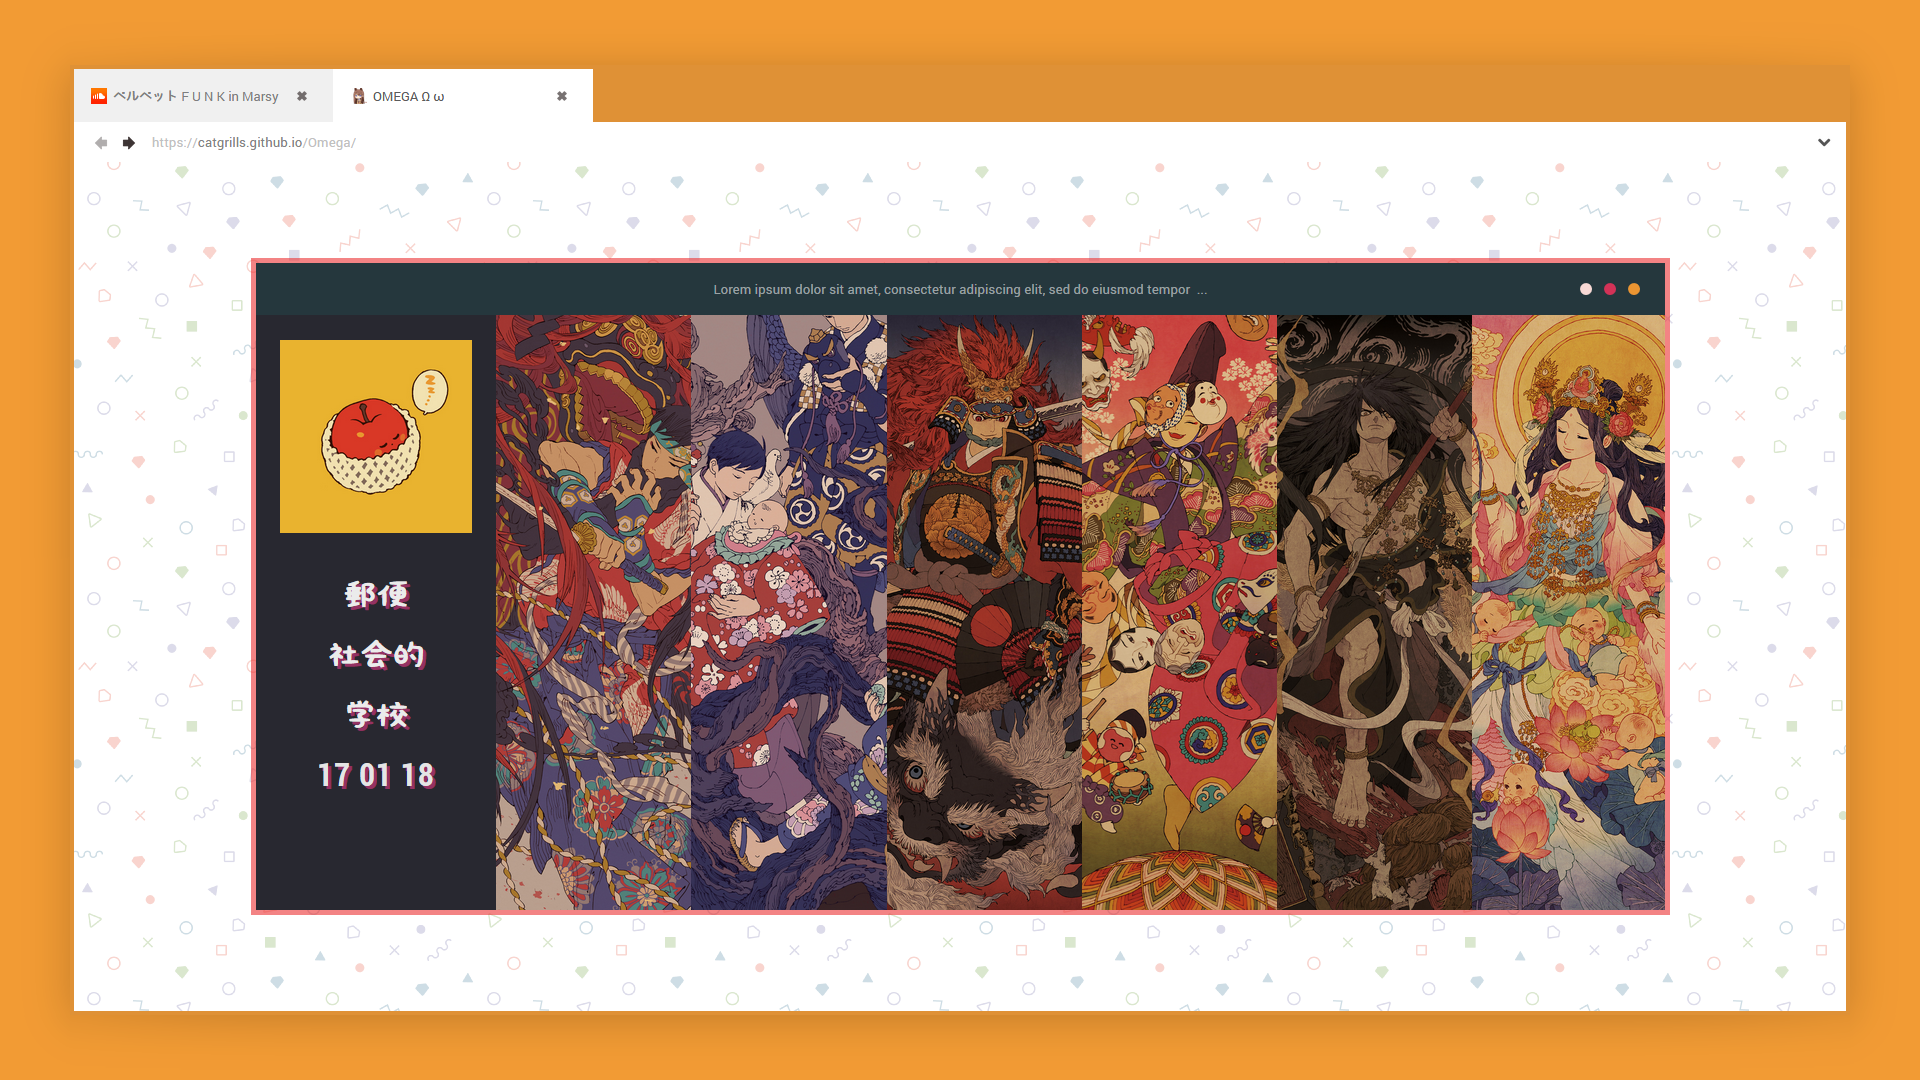 ベルベット F U N K in Marsy
OMEGA Ω ω
https://catgrills.github.io/Omega/
Lorem ipsum dolor sit amet, consectetur adipiscing elit, sed do eiusmod tempor ...
z z z
郵便
社会的
学校
17 01 18